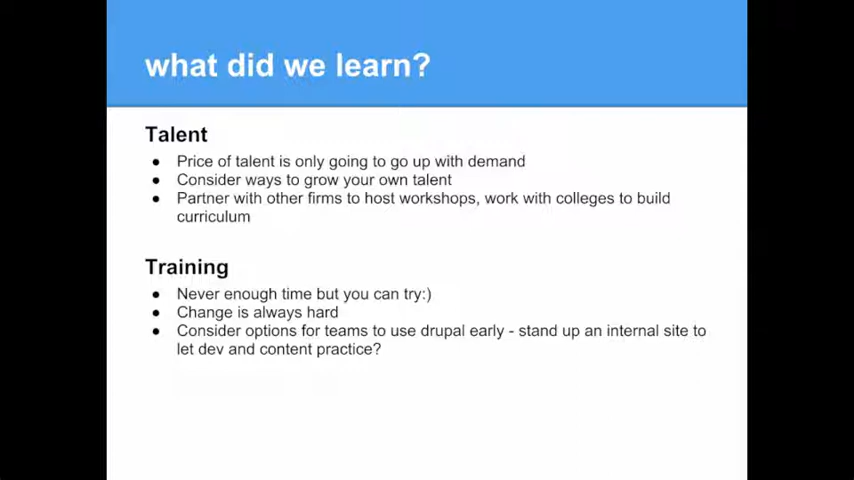 what did we learn?
Talent
● Price of talent is only going to go up with demand
● Consider ways to grow your own talent
● Partner with other firms to host workshops, work with colleges to build
curriculum
Training
● Never enough time but you can try:)
● Change is always hard
● Consider options for teams to use drupal early - stand up an internal site to
let dev and content practice?